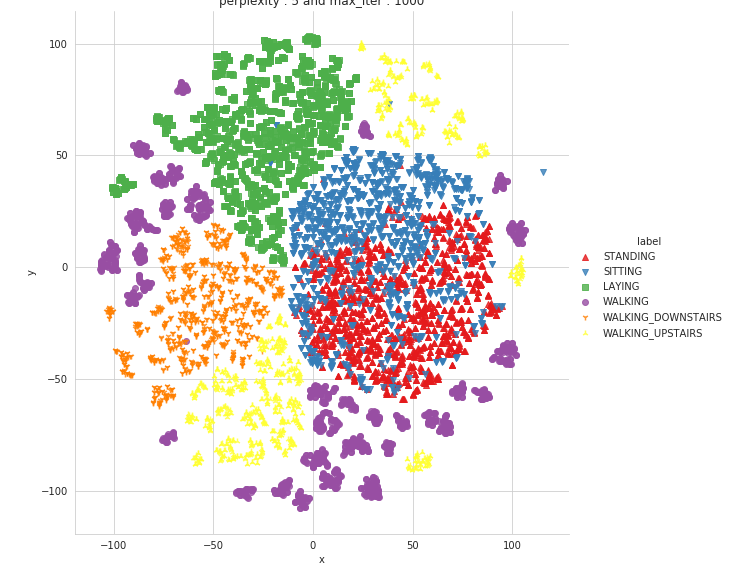 perplexity : 5 and max_iter : 1000
100
50
0
−50
−100
y
−100
−50
0
50
100
x
label
STANDING
SITTING
LAYING
WALKING
WALKING_DOWNSTAIRS
WALKING_UPSTAIRS